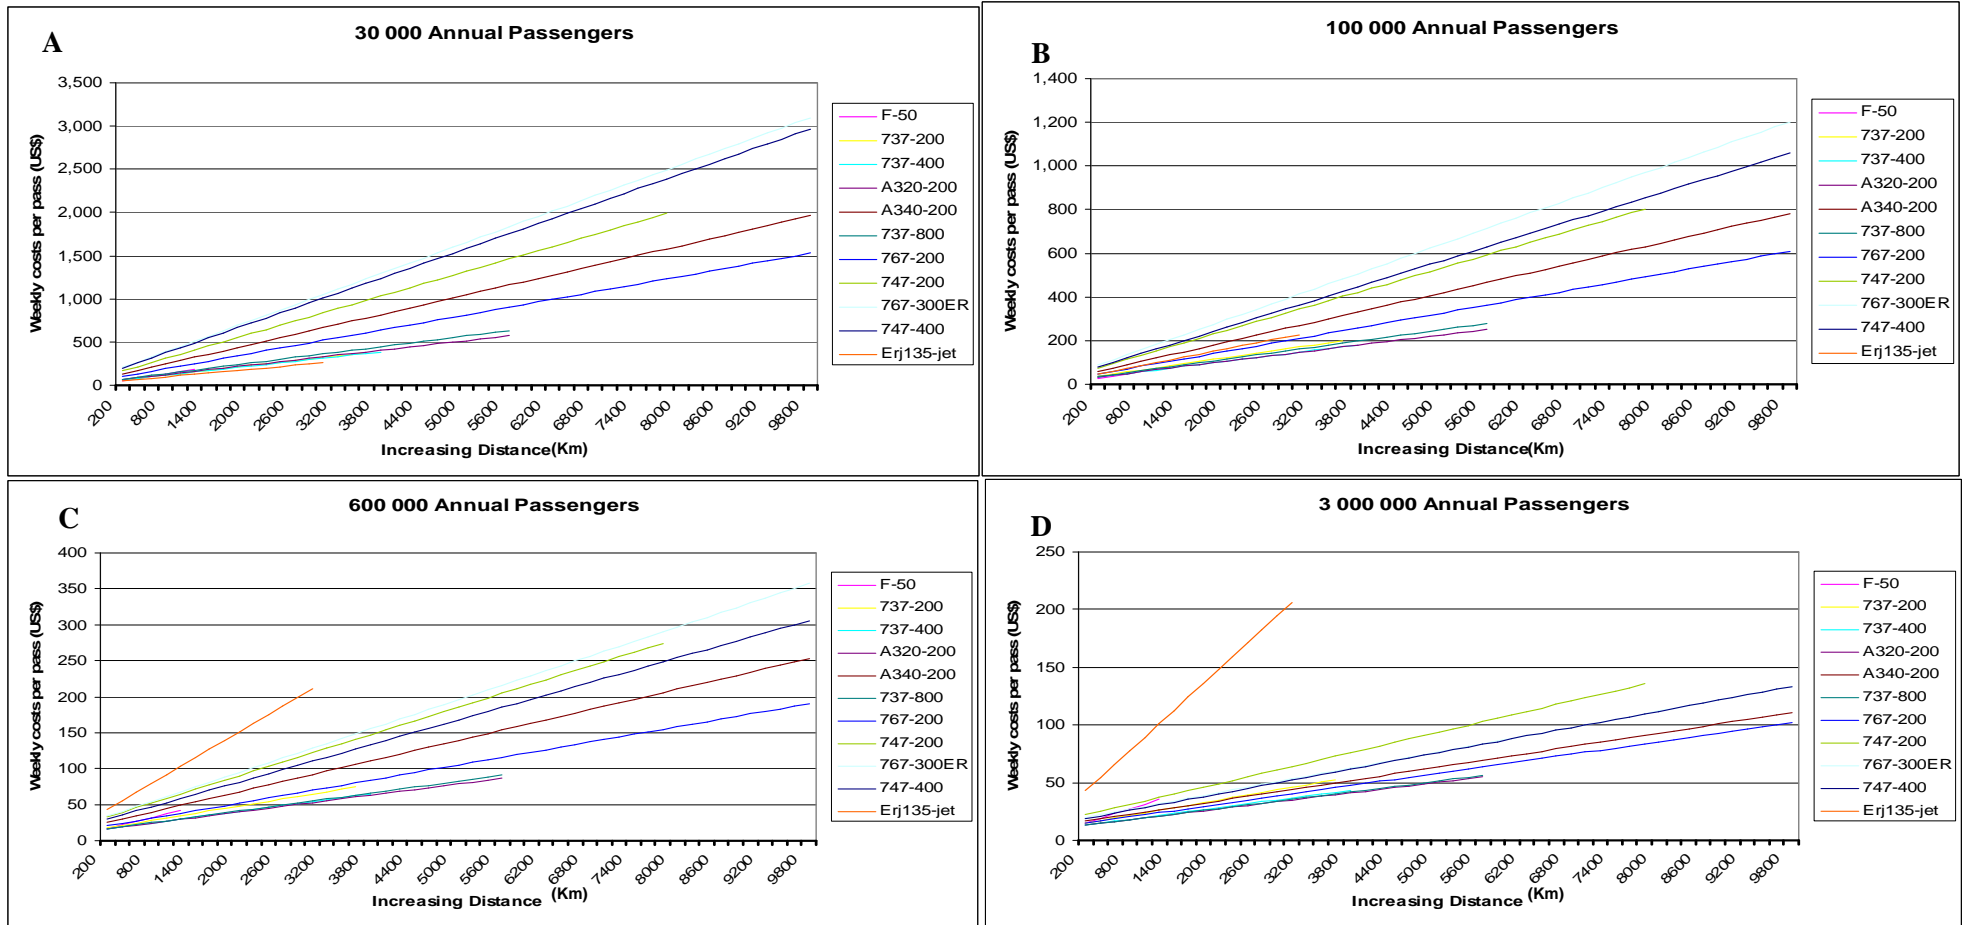 A
30 000 Annual Passengers
Weekly costs per pass (US$)
3,500
3,000
2,500
2,000
1,500
1,000
500
0
200 800 1400 2000 2600 3200 3800 4400 5000 5600 6200 6800 7400 8000 8600 9200 9800
Increasing Distance(Km)
F-50
737-200
737-400
A320-200
A340-200
737-800
767-200
747-200
767-300ER
747-400
Erj135-jet
B
100 000 Annual Passengers
Weekly costs per pass (US$)
1,400
1,200
1,000
800
600
400
200
0
200 800 1400 2000 2600 3200 3800 4400 5000 5600 6200 6800 7400 8000 8600 9200 9800
Increasing Distance(Km)
F-50
737-200
737-400
A320-200
A340-200
737-800
767-200
747-200
767-300ER
747-400
Erj135-jet
C
600 000 Annual Passengers
Weekly costs per pass (US$)
400
350
300
250
200
150
100
50
0
200 800 1400 2000 2600 3200 3800 4400 5000 5600 6200 6800 7400 8000 8600 9200 9800
Increasing Distance (Km)
F-50
737-200
737-400
A320-200
A340-200
737-800
767-200
747-200
767-300ER
747-400
Erj135-jet
D
3 000 000 Annual Passengers
Weekly costs per pass (US$)
250
200
150
100
50
0
200 800 1400 2000 2600 3200 3800 4400 5000 5600 6200 6800 7400 8000 8600 9200 9800
Increasing Distance (Km)
F-50
737-200
737-400
A320-200
A340-200
737-800
767-200
747-200
767-300ER
747-400
Erj135-jet